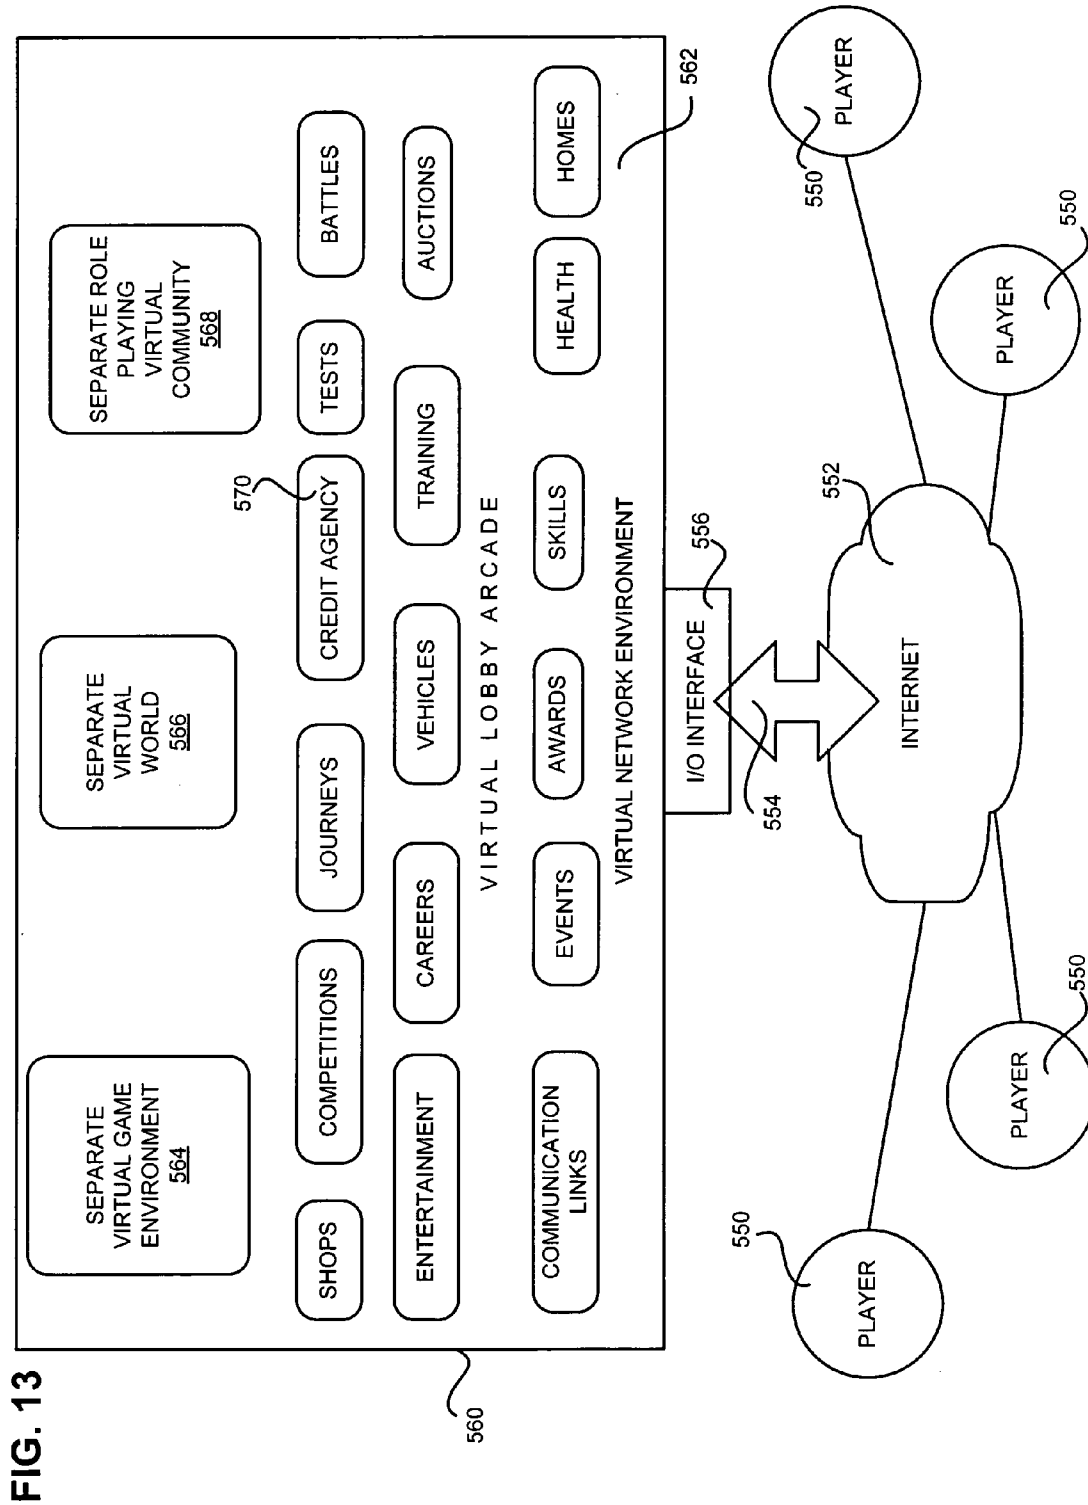 FIG. 13
SEPARATE
VIRTUAL GAME
ENVIRONMENT
564
SEPARATE
VIRTUAL
WORLD
566
SEPARATE ROLE
PLAYING
VIRTUAL
COMMUNITY
568
570
SHOPS
COMPETITIONS
JOURNEYS
CREDIT AGENCY
TESTS
BATTLES
ENTERTAINMENT
CAREERS
VEHICLES
TRAINING
AUCTIONS
VIRTUAL LOBBY ARCADE
COMMUNICATION
LINKS
EVENTS
AWARDS
SKILLS
HEALTH
HOMES
VIRTUAL NETWORK ENVIRONMENT
560
562
I/O INTERFACE
556
554
552
INTERNET
550
PLAYER
550
PLAYER
550
PLAYER
550
PLAYER